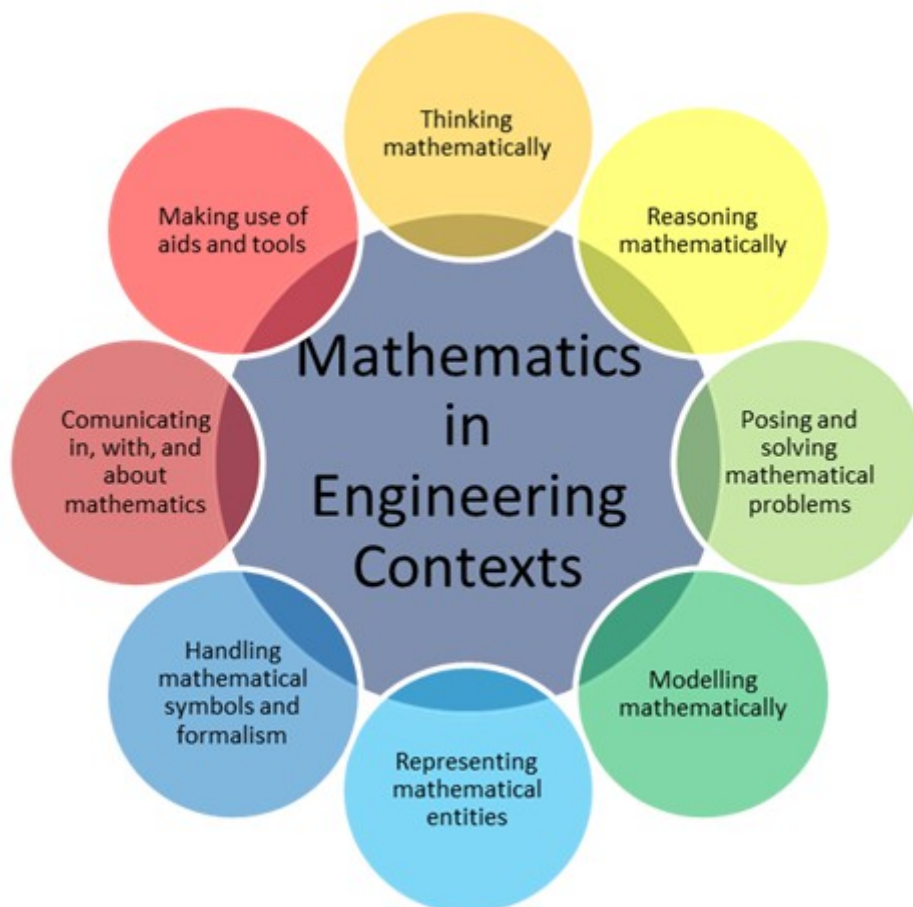 Thinking
mathematically
Reasoning
mathematically
Posing and
solving
mathematical
problems
Modelling
mathematically
Representing
mathematical
entities
Handling
mathematical
symbols and
formalism
Comunicating
in, with, and
about
mathematics
Making use of
aids and tools
Mathematics
in
Engineering
Contexts